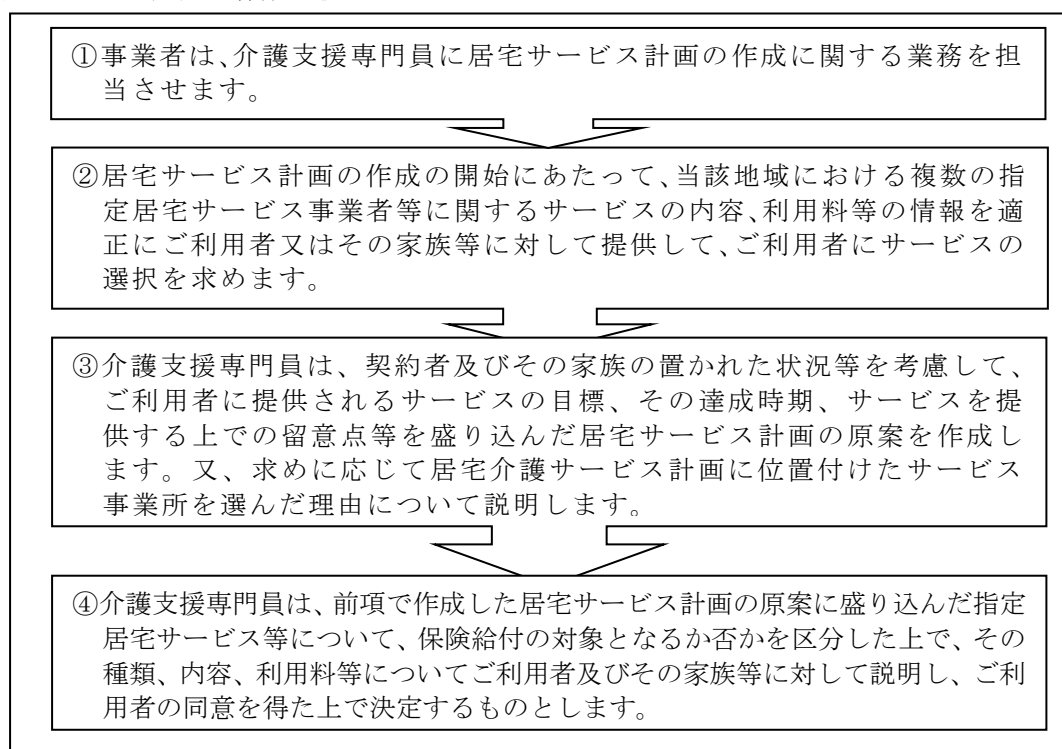 ①事業者は、介護支援専門員に居宅サービス計画の作成に関する業務を担
当させます。
②居宅サービス計画の作成の開始にあたって、当該地域における複数の指
定居宅サービス事業者等に関するサービスの内容、利用料等の情報を適
正にご利用者又はその家族等に対して提供して、ご利用者にサービスの
選択を求めます。
③介護支援専門員は、契約者及びその家族の置かれた状況等を考慮して、
ご利用者に提供されるサービスの目標、その達成時期、サービスを提
供する上での留意点等を盛り込んだ居宅サービス計画の原案を作成し
ます。又、求めに応じて居宅介護サービス計画に位置付けたサービス
事業所を選んだ理由について説明します。
④介護支援専門員は、前項で作成した居宅サービス計画の原案に盛り込んだ指定
居宅サービス等について、保険給付の対象となるか否かを区分した上で、その
種類、内容、利用料等についてご利用者及びその家族等に対して説明し、ご利
用者の同意を得た上で決定するものとします。